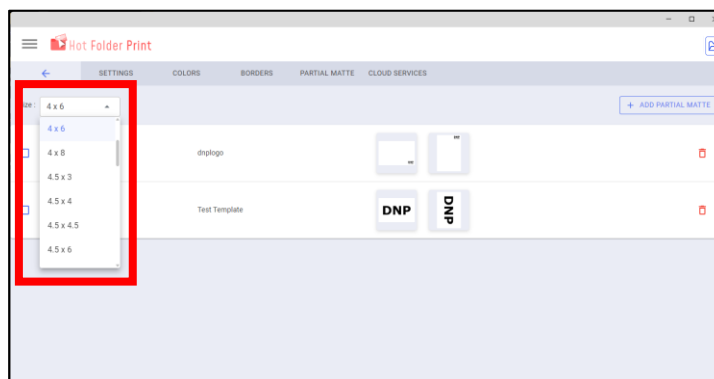 Hot Folder Print
SETTINGS COLORS BORDERS PARTIAL MATTE CLOUD SERVICES
4 x 6
+ ADD PARTIAL MATTE
4 x 6
4 x 8
dnplogo
4.5 x 3
4.5 x 4
Test Template
DNP
DNP
4.5 x 4.5
4.5 x 6